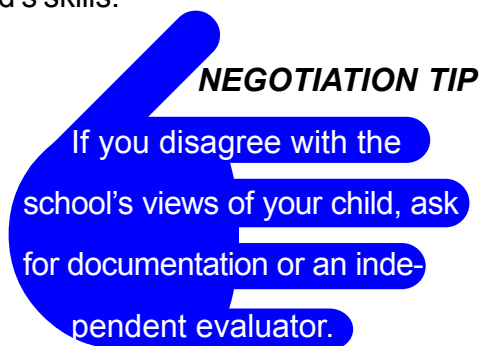 d's skills.
NEGOTIATION TIP
If you disagree with the
school’s views of your child, ask
for documentation or an inde-
pendent evaluator.